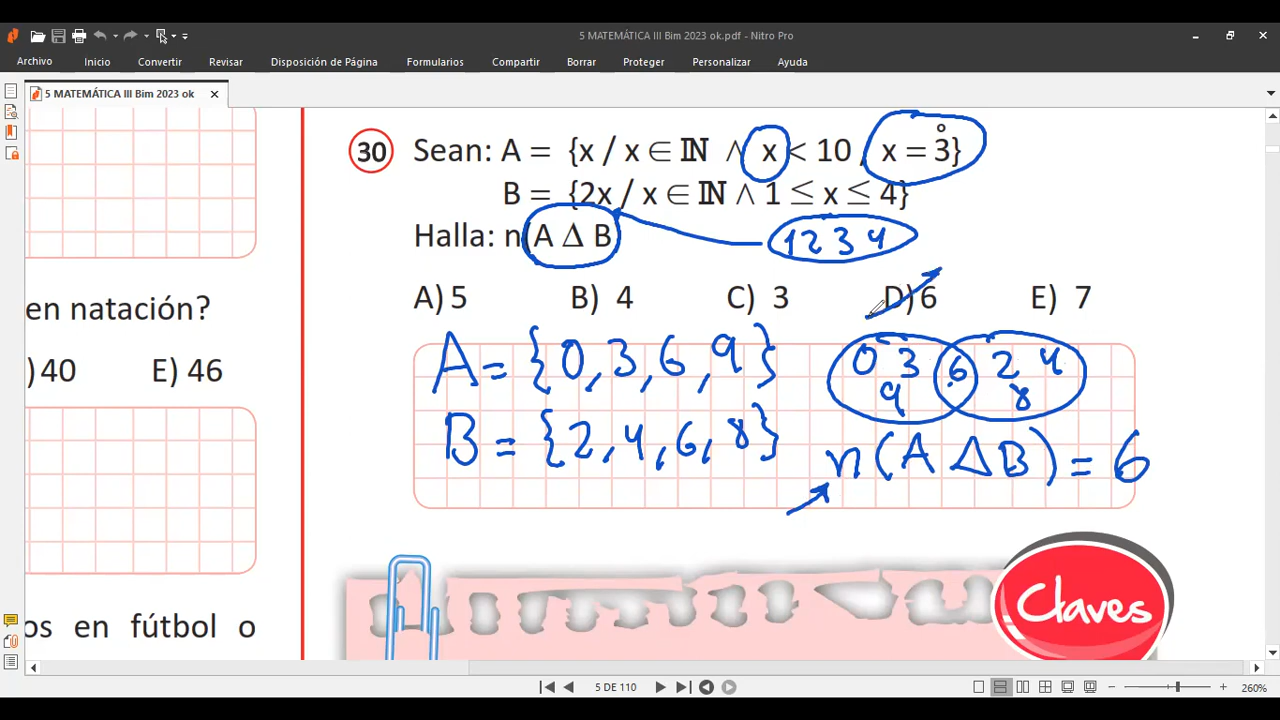 5 MATEMÁTICA III Bim 2023 ok.pdf - Nitro Pro
Archivo Inicio Convertir Revisar Disposición de Página Formularios Compartir Borrar Proteger Personalizar Ayuda
5 MATEMÁTICA III Bim 2023 ok
30 Sean: A = {x / x ∈ ℕ ∧ x < 10 , x = 3̊}
B = {2x / x ∈ ℕ ∧ 1 ≤ x ≤ 4}
Halla: n(A Δ B
1 2 3 4
A) 5 B) 4 C) 3 D) 6 E) 7
en natación?
) 40 E) 46
A = {0, 3, 6, 9}
B = {2, 4, 6, 8}
0 3 6 2 4
9 8
n(A Δ B) = 6
os en fútbol o
Claves
5 DE 110
260%